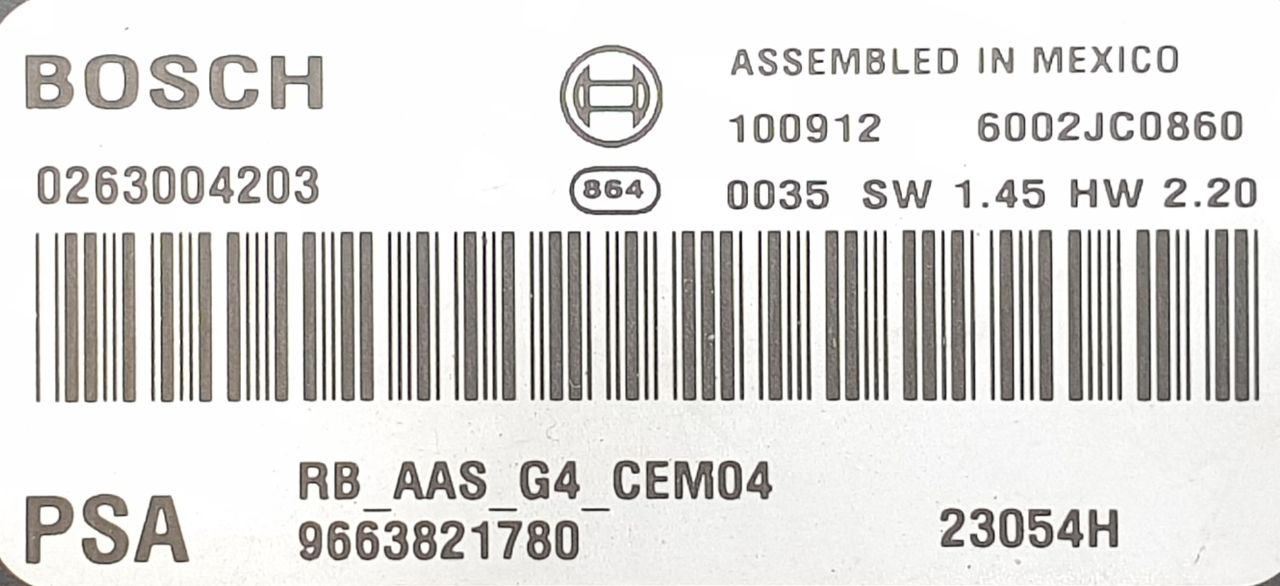 BOSCH
ASSEMBLED IN MEXICO
100912 6002JC0860
0263004203
864
0035 SW 1.45 HW 2.20
RB_AAS_G4_CEM04
PSA
9663821780
23054H